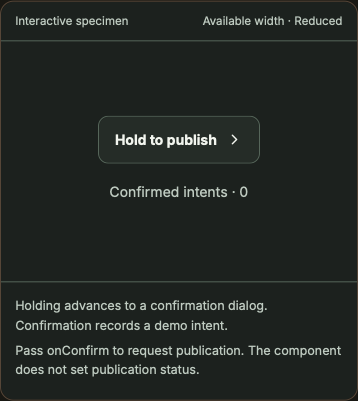 Interactive specimen
Available width · Reduced
Hold to publish
Confirmed intents · 0
Holding advances to a confirmation dialog.
Confirmation records a demo intent.
Pass onConfirm to request publication. The component
does not set publication status.